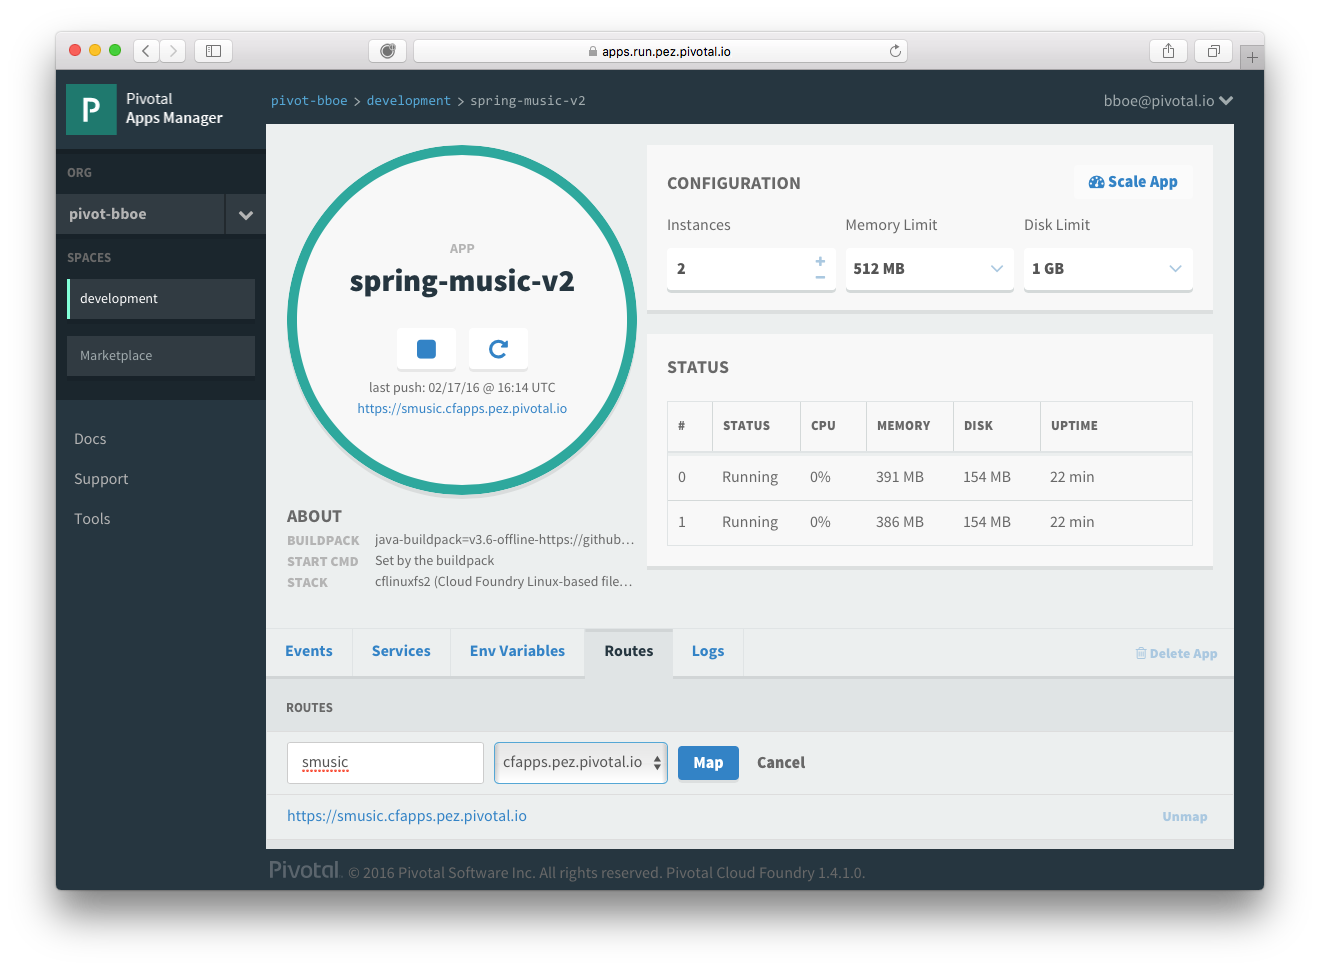 apps.run.pez.pivotal.io
P
Pivotal
Apps Manager
pivot-bboe > development > spring-music-v2
bboe@pivotal.io
ORG
pivot-bboe
SPACES
development
Marketplace
Docs
Support
Tools
APP
spring-music-v2
last push: 02/17/16 @ 16:14 UTC
https://smusic.cfapps.pez.pivotal.io
ABOUT
BUILDPACK java-buildpack=v3.6-offline-https://github...
START CMD Set by the buildpack
STACK cflinuxfs2 (Cloud Foundry Linux-based file...
CONFIGURATION
Scale App
Instances Memory Limit Disk Limit
2 + − 512 MB 1 GB
STATUS
# STATUS CPU MEMORY DISK UPTIME
0 Running 0% 391 MB 154 MB 22 min
1 Running 0% 386 MB 154 MB 22 min
Events Services Env Variables Routes Logs Delete App
ROUTES
smusic cfapps.pez.pivotal.io Map Cancel
https://smusic.cfapps.pez.pivotal.io Unmap
Pivotal. © 2016 Pivotal Software Inc. All rights reserved. Pivotal Cloud Foundry 1.4.1.0.